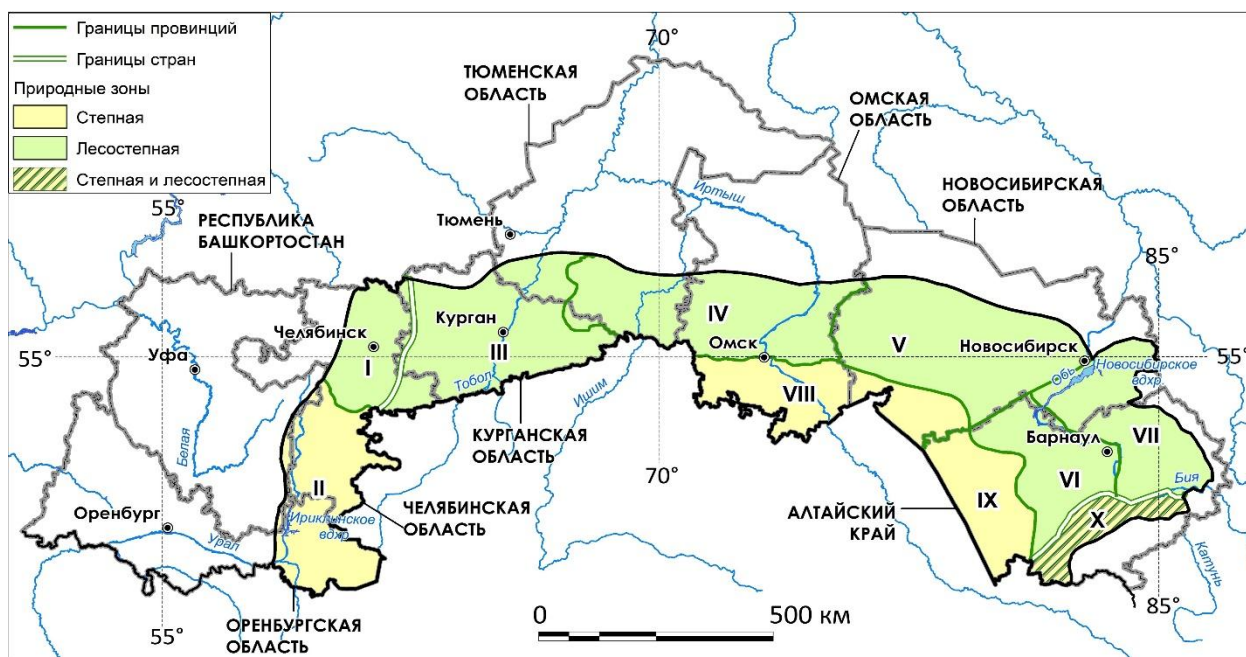 Границы провинций
Границы стран
Природные зоны
Степная
Лесостепная
Степная и лесостепная
70°
ТЮМЕНСКАЯ
ОБЛАСТЬ
ОМСКАЯ
ОБЛАСТЬ
НОВОСИБИРСКАЯ
ОБЛАСТЬ
Иртыш
55°
РЕСПУБЛИКА
БАШКОРТОСТАН
Тюмень
85°
Челябинск
Курган
Омск
Новосибирск
Уфа
55°
55°
I
III
IV
V
Тобол
Ишим
Обь
Новосибирское
вдхр
VIII
КУРГАНСКАЯ
ОБЛАСТЬ
Белая
Барнаул
VII
70°
II
ЧЕЛЯБИНСКАЯ
ОБЛАСТЬ
VI
Бия
IX
Оренбург
Урал
Ириклинское
вдхр
АЛТАЙСКИЙ
КРАЙ
X
Катунь
0
500 км
55°
85°
ОРЕНБУРГСКАЯ
ОБЛАСТЬ